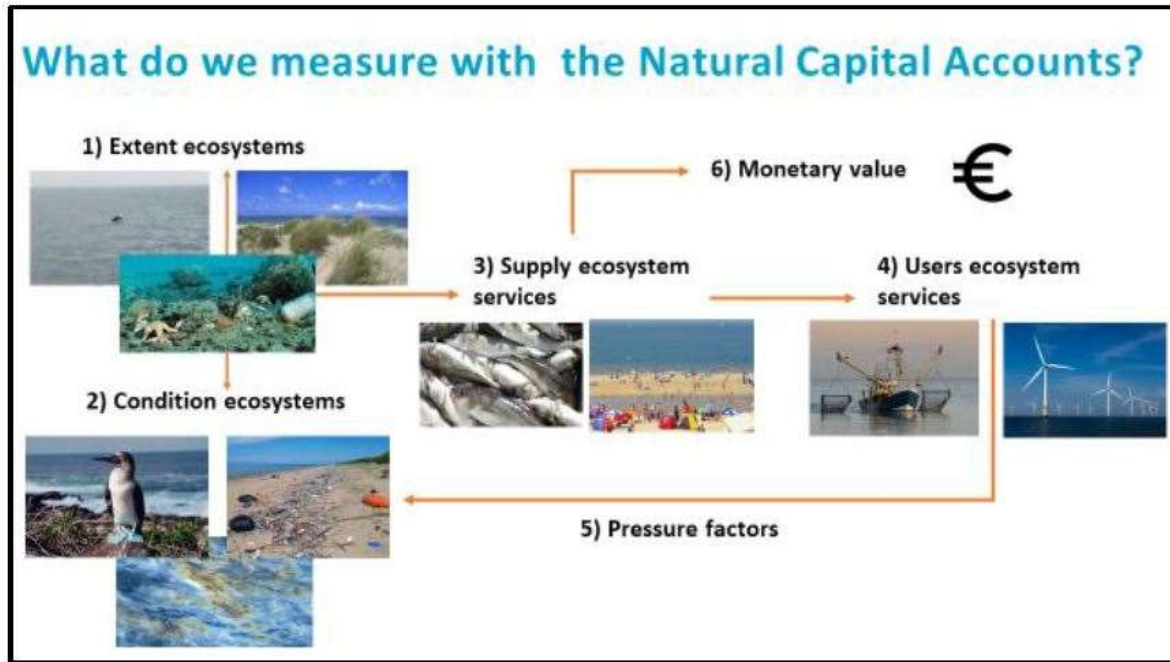 What do we measure with the Natural Capital Accounts?
1) Extent ecosystems
6) Monetary value €
3) Supply ecosystem
services
4) Users ecosystem
services
2) Condition ecosystems
5) Pressure factors